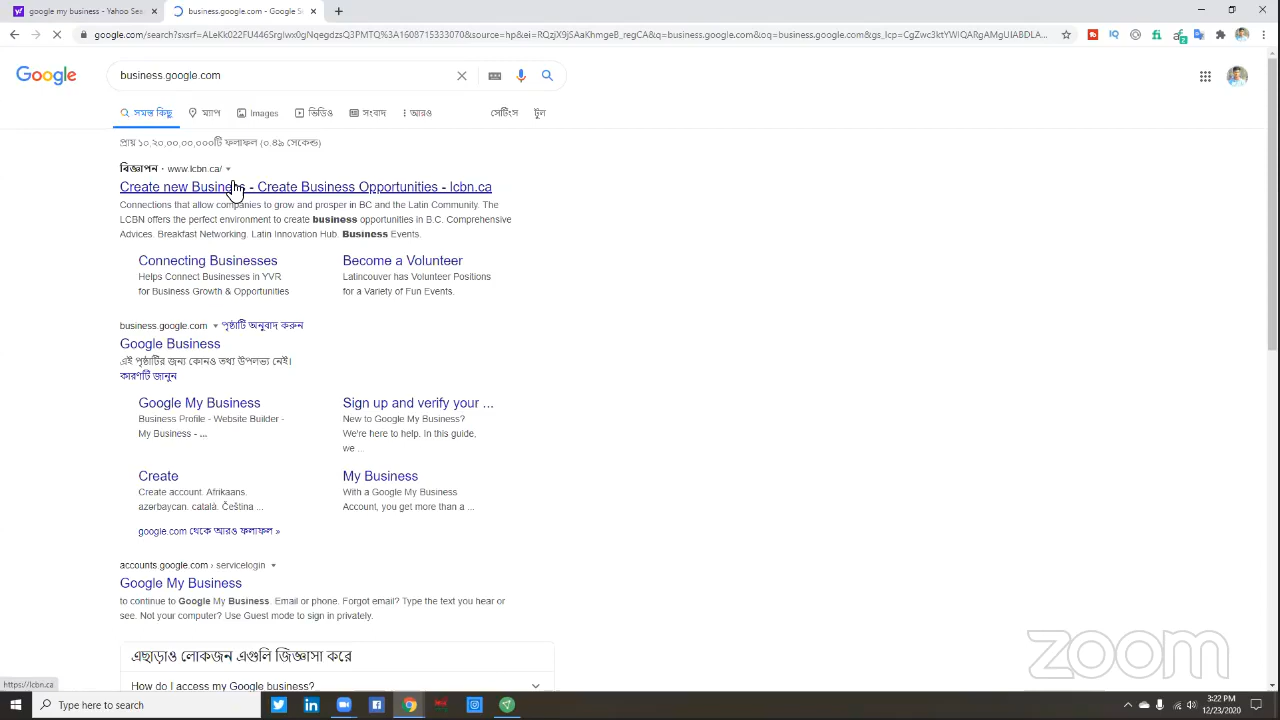 google my business - Yahoo Sea
business.google.com - Google S
google.com/search?sxsrf=ALeKk022FU446SrgIwx0gNqegdzsQ3PMTQ%3A1608715333070&source=hp&ei=RQzjX9jSAaKhmgeB_regCA&q=business.google.com&oq=business.google.com&gs_lcp=CgZwc3ktYWIQARgAMgUIABDL...
Google
business.google.com
সমস্ত কিছু ম্যাপ Images ভিডিও সংবাদ আরও সেটিংস টুল
প্রায় ১০,২০,০০,০০,০০০টি ফলাফল (০.৪৯ সেকেন্ড)
বিজ্ঞাপন · www.lcbn.ca/
Create new Business - Create Business Opportunities - lcbn.ca
Connections that allow companies to grow and prosper in BC and the Latin Community. The
LCBN offers the perfect environment to create business opportunities in B.C. Comprehensive
Advices. Breakfast Networking. Latin Innovation Hub. Business Events.
Connecting Businesses
Helps Connect Businesses in YVR
for Business Growth & Opportunities
Become a Volunteer
Latincouver has Volunteer Positions
for a Variety of Fun Events.
business.google.com পৃষ্ঠাটি অনুবাদ করুন
Google Business
এই পৃষ্ঠাটির জন্য কোনও তথ্য উপলভ্য নেই।
কারণটি জানুন
Google My Business
Business Profile - Website Builder -
My Business - ...
Sign up and verify your ...
New to Google My Business?
We're here to help. In this guide,
we ...
Create
Create account. Afrikaans.
azərbaycan. català. Čeština ...
My Business
With a Google My Business
Account, you get more than a ...
google.com থেকে আরও ফলাফল »
accounts.google.com › servicelogin
Google My Business
to continue to Google My Business. Email or phone. Forgot email? Type the text you hear or
see. Not your computer? Use Guest mode to sign in privately.
এছাড়াও লোকজন এগুলি জিজ্ঞাসা করে
How do I access my Google business?
https://lcbn.ca
zoom
Type here to search
3:22 PM
12/23/2020